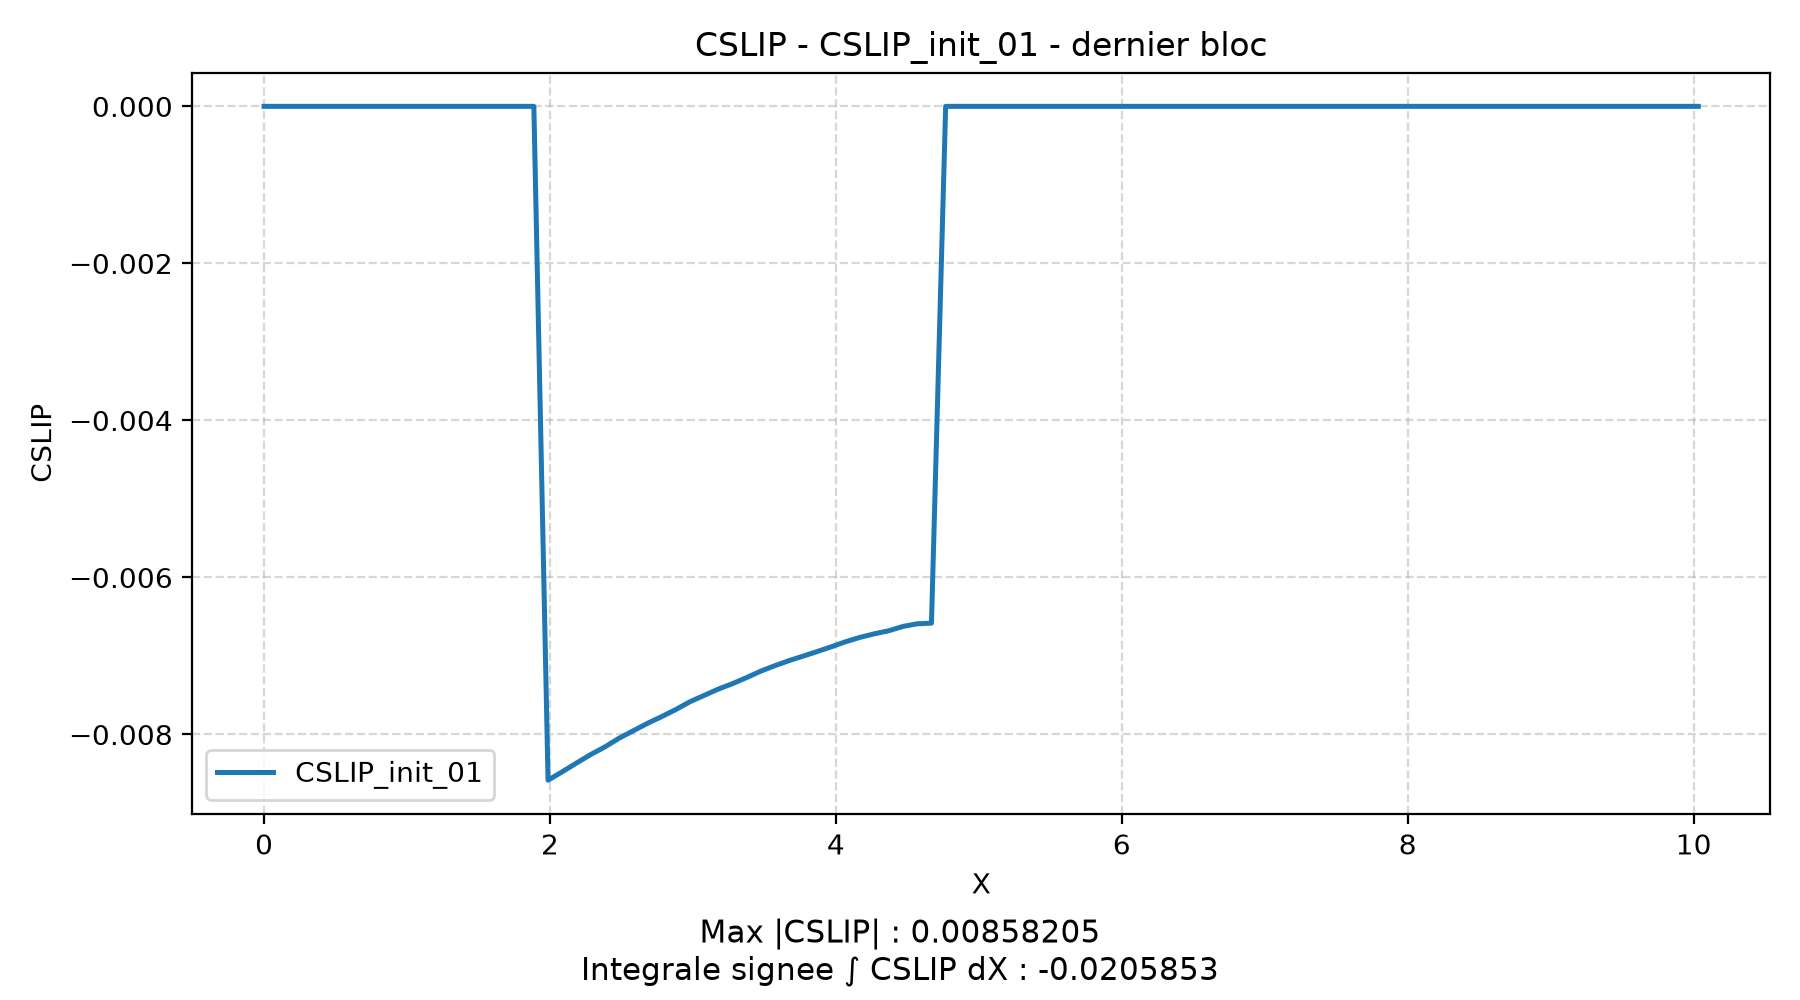 CSLIP - CSLIP_init_01 - dernier bloc
0.000
−0.002
−0.004
−0.006
−0.008
CSLIP
CSLIP_init_01
0 2 4 6 8 10
X
Max |CSLIP| : 0.00858205
Integrale signee ∫ CSLIP dX : -0.0205853